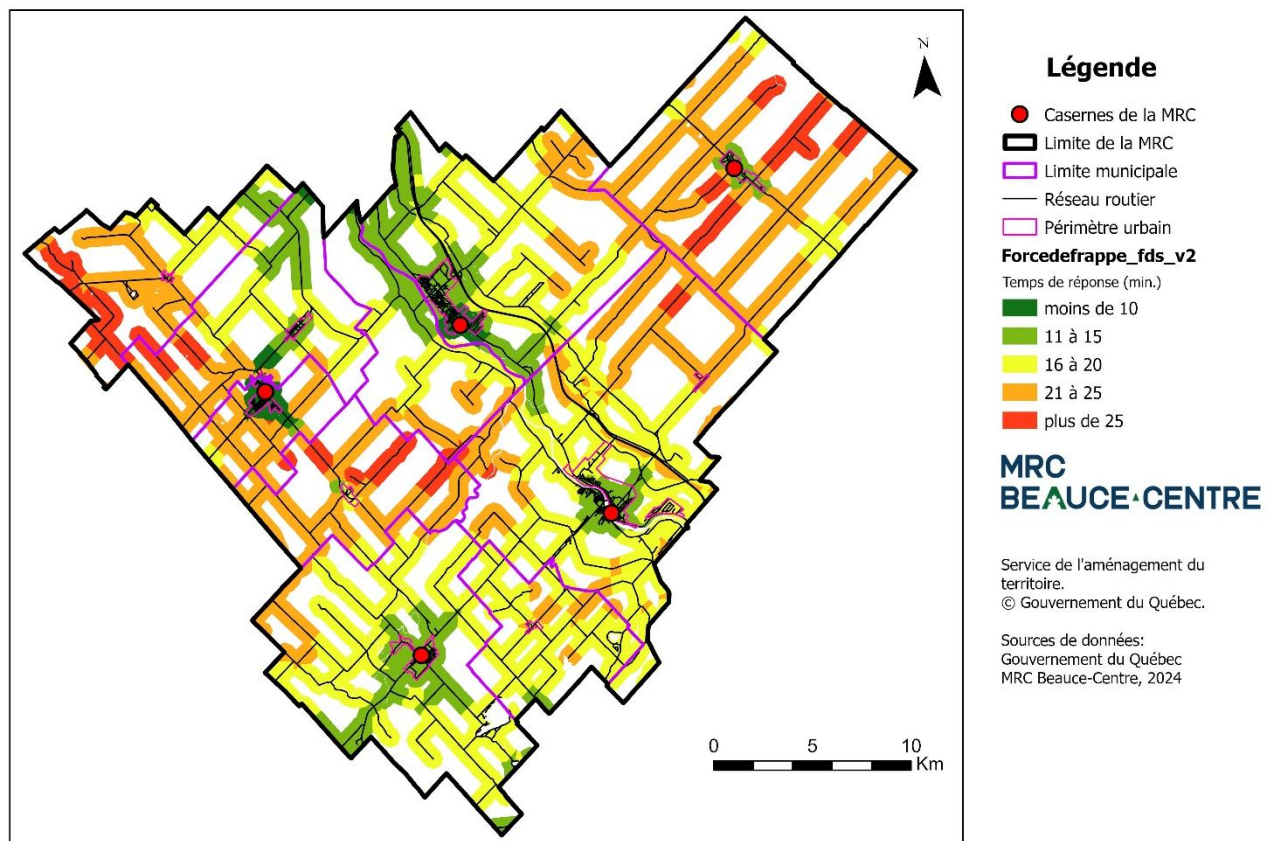 N
Légende
Casernes de la MRC
Limite de la MRC
Limite municipale
Réseau routier
Périmètre urbain
Forcedefrappe_fds_v2
Temps de réponse (min.)
moins de 10
11 à 15
16 à 20
21 à 25
plus de 25
MRC
BEAUCE CENTRE
Service de l'aménagement du
territoire.
© Gouvernement du Québec.
Sources de données:
Gouvernement du Québec
MRC Beauce-Centre, 2024
0 5 10
Km